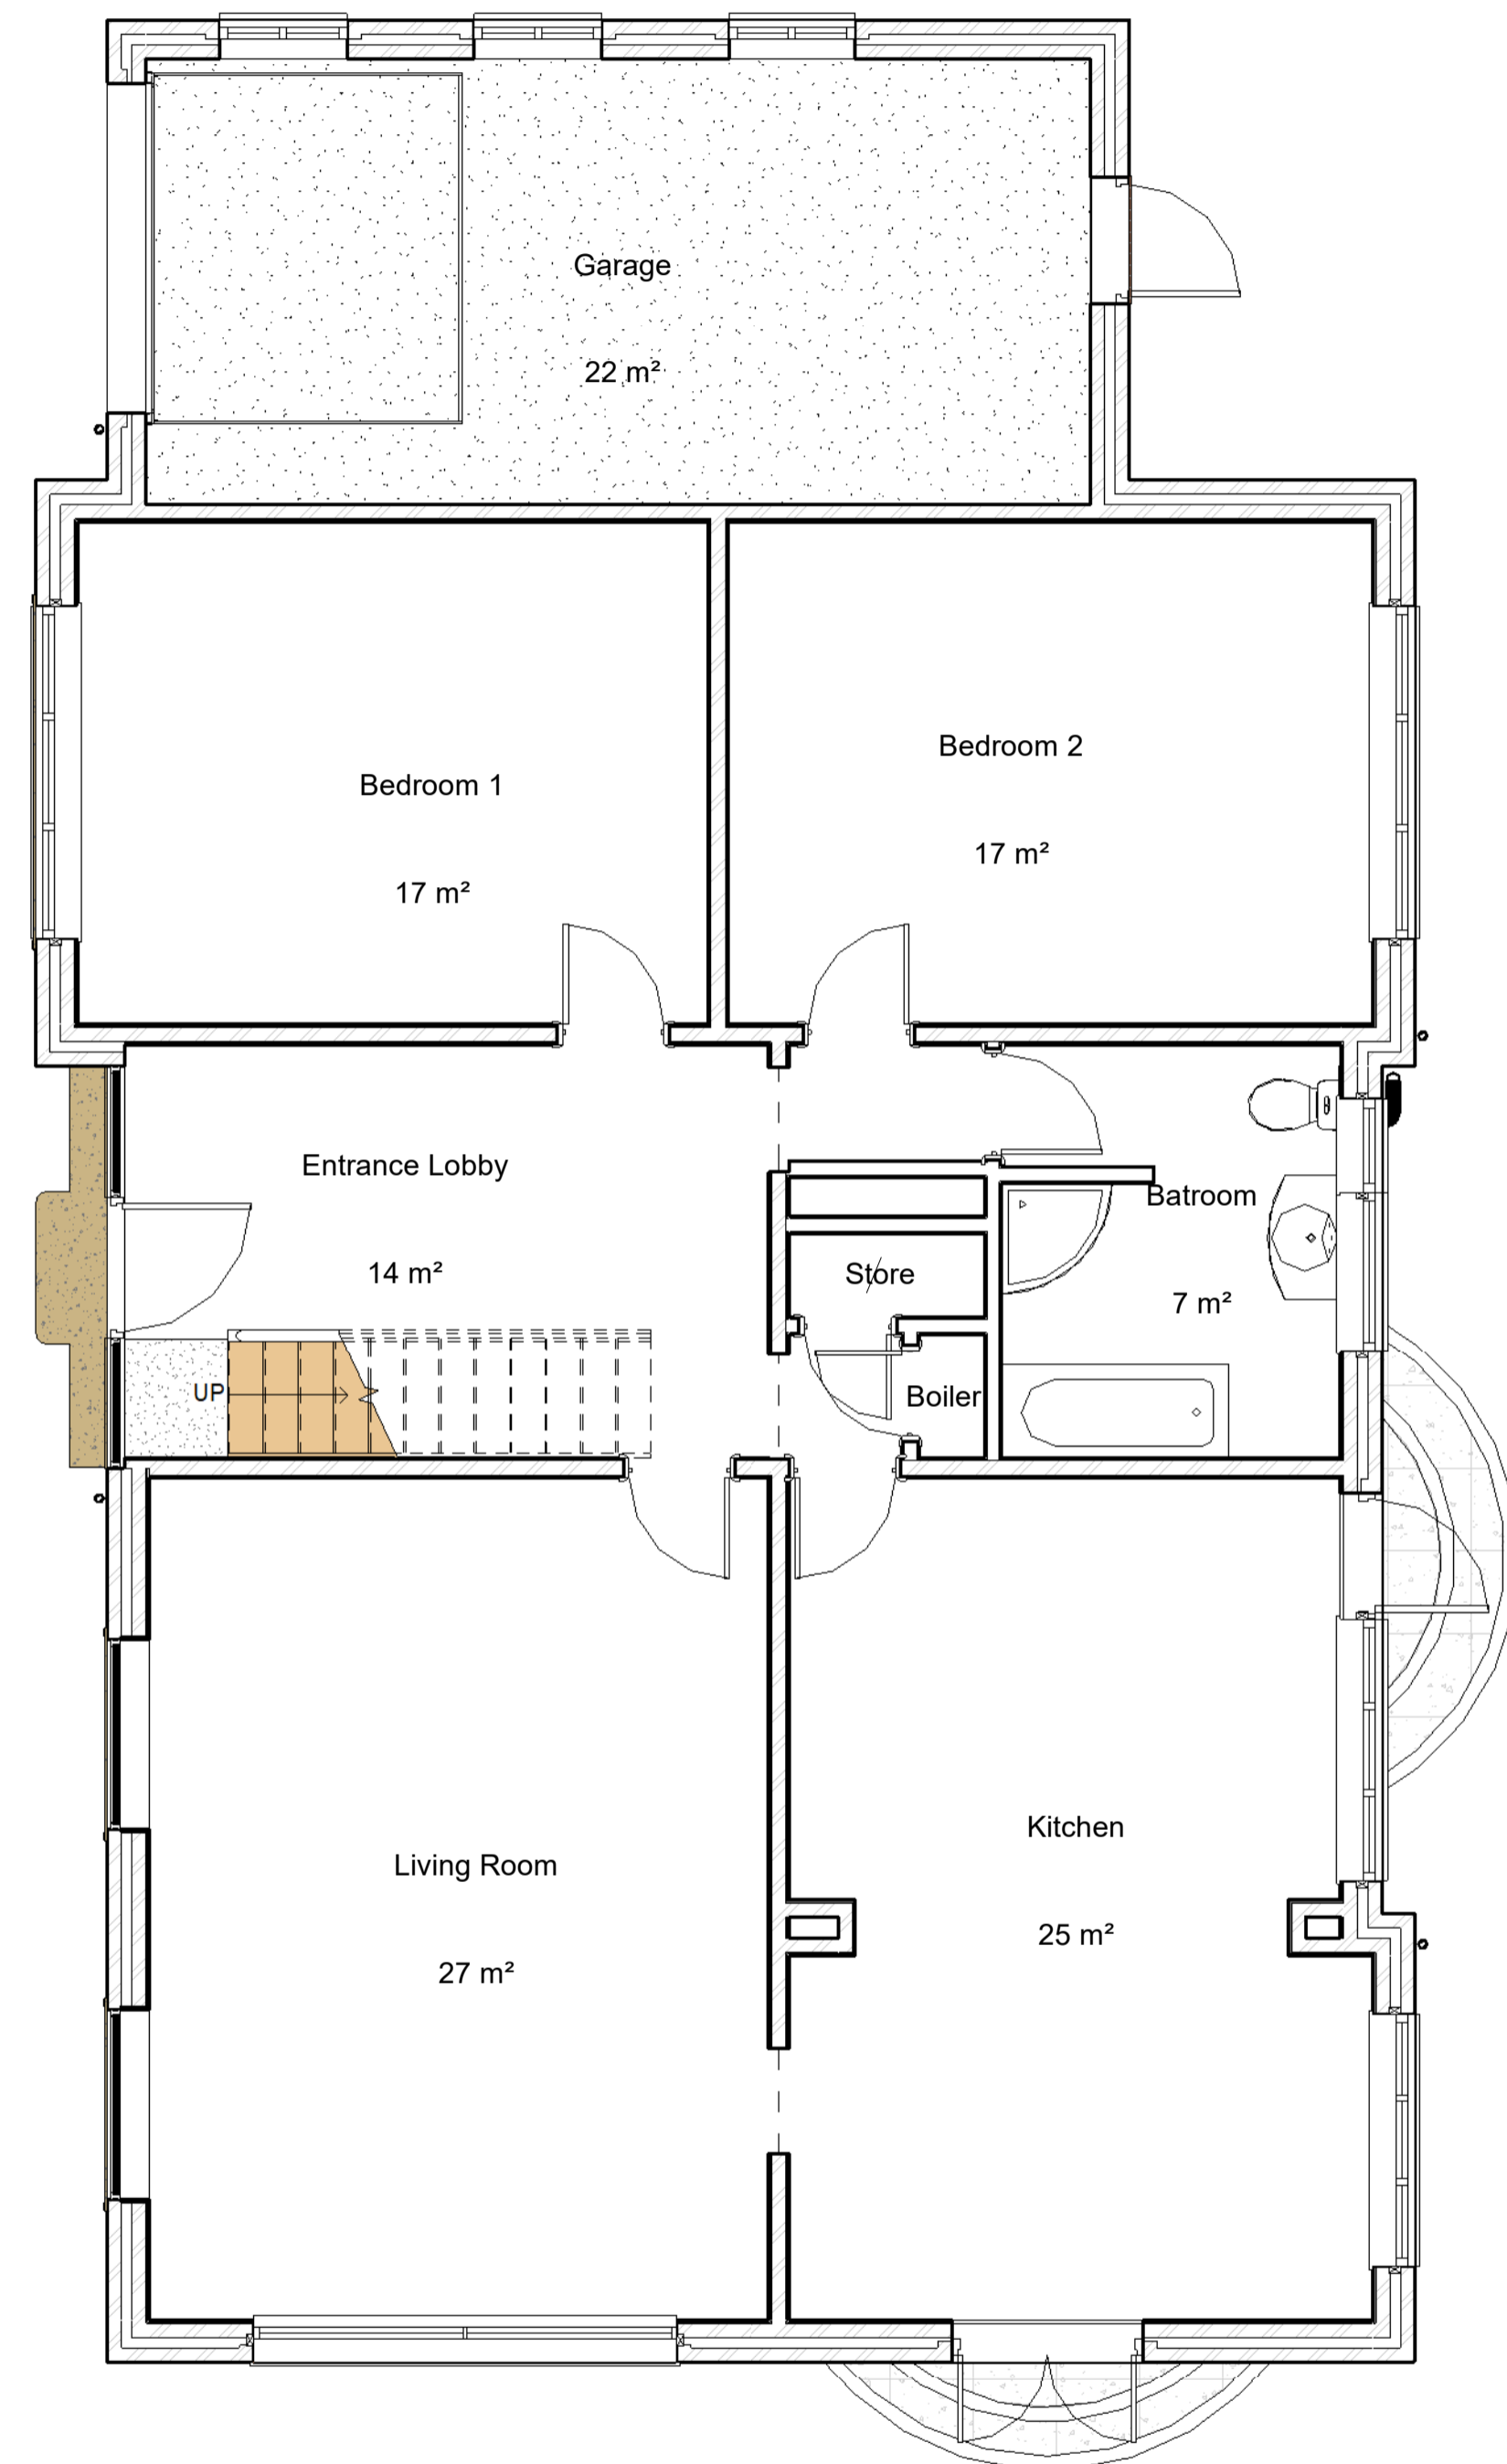 Garage
22 m²
Bedroom 1
17 m²
Bedroom 2
17 m²
Entrance Lobby
14 m²
UP
Store
Boiler
Batroom
7 m²
Living Room
27 m²
Kitchen
25 m²